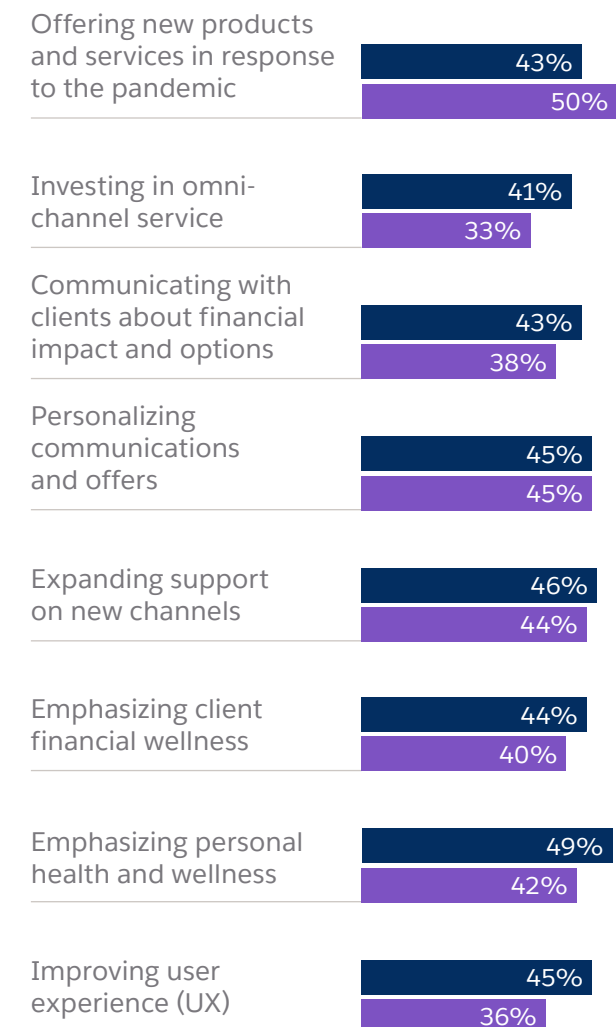 Offering new products
and services in response
to the pandemic
43%
50%
Investing in omni-
channel service
41%
33%
Communicating with
clients about financial
impact and options
43%
38%
Personalizing
communications
and offers
45%
45%
Expanding support
on new channels
46%
44%
Emphasizing client
financial wellness
44%
40%
Emphasizing personal
health and wellness
49%
42%
Improving user
experience (UX)
45%
36%